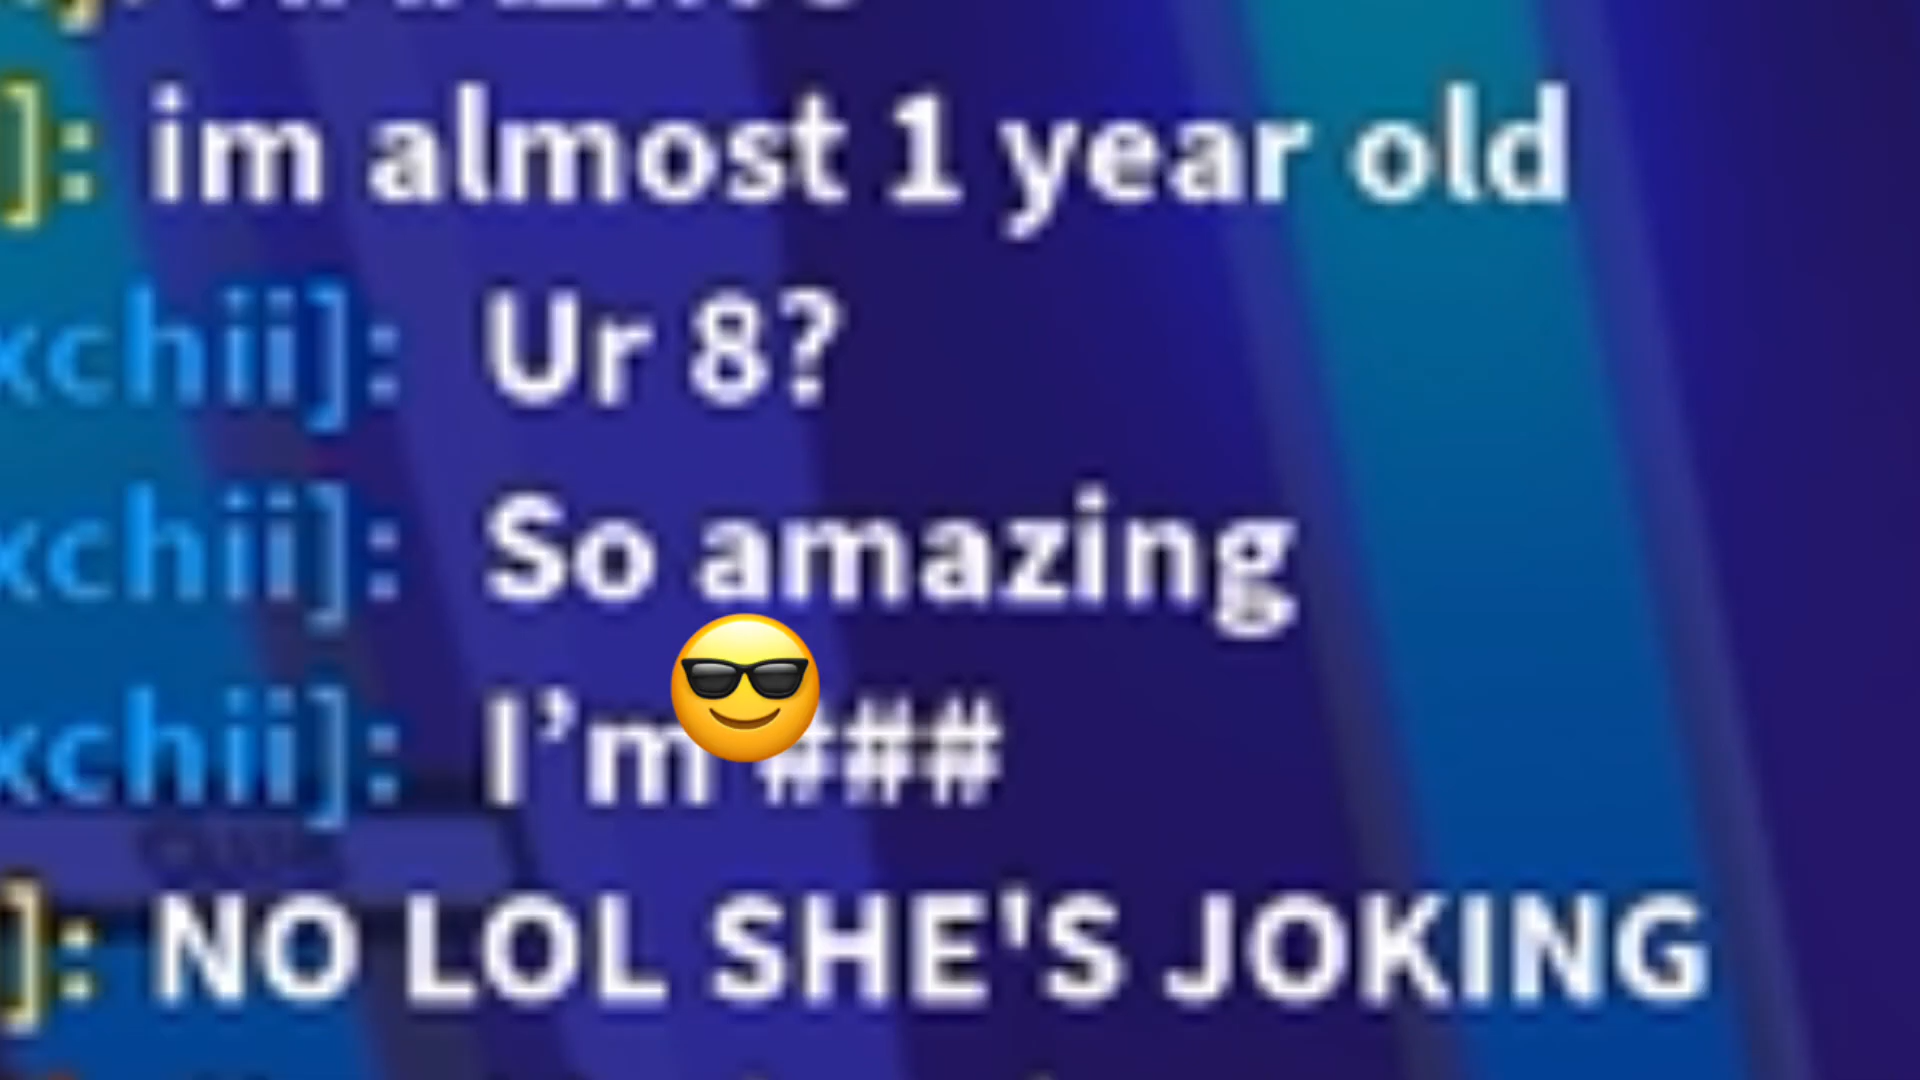 ]: im almost 1 year old
xchii]: Ur 8?
xchii]: So amazing
xchii]: I’m ###
]: NO LOL SHE'S JOKING